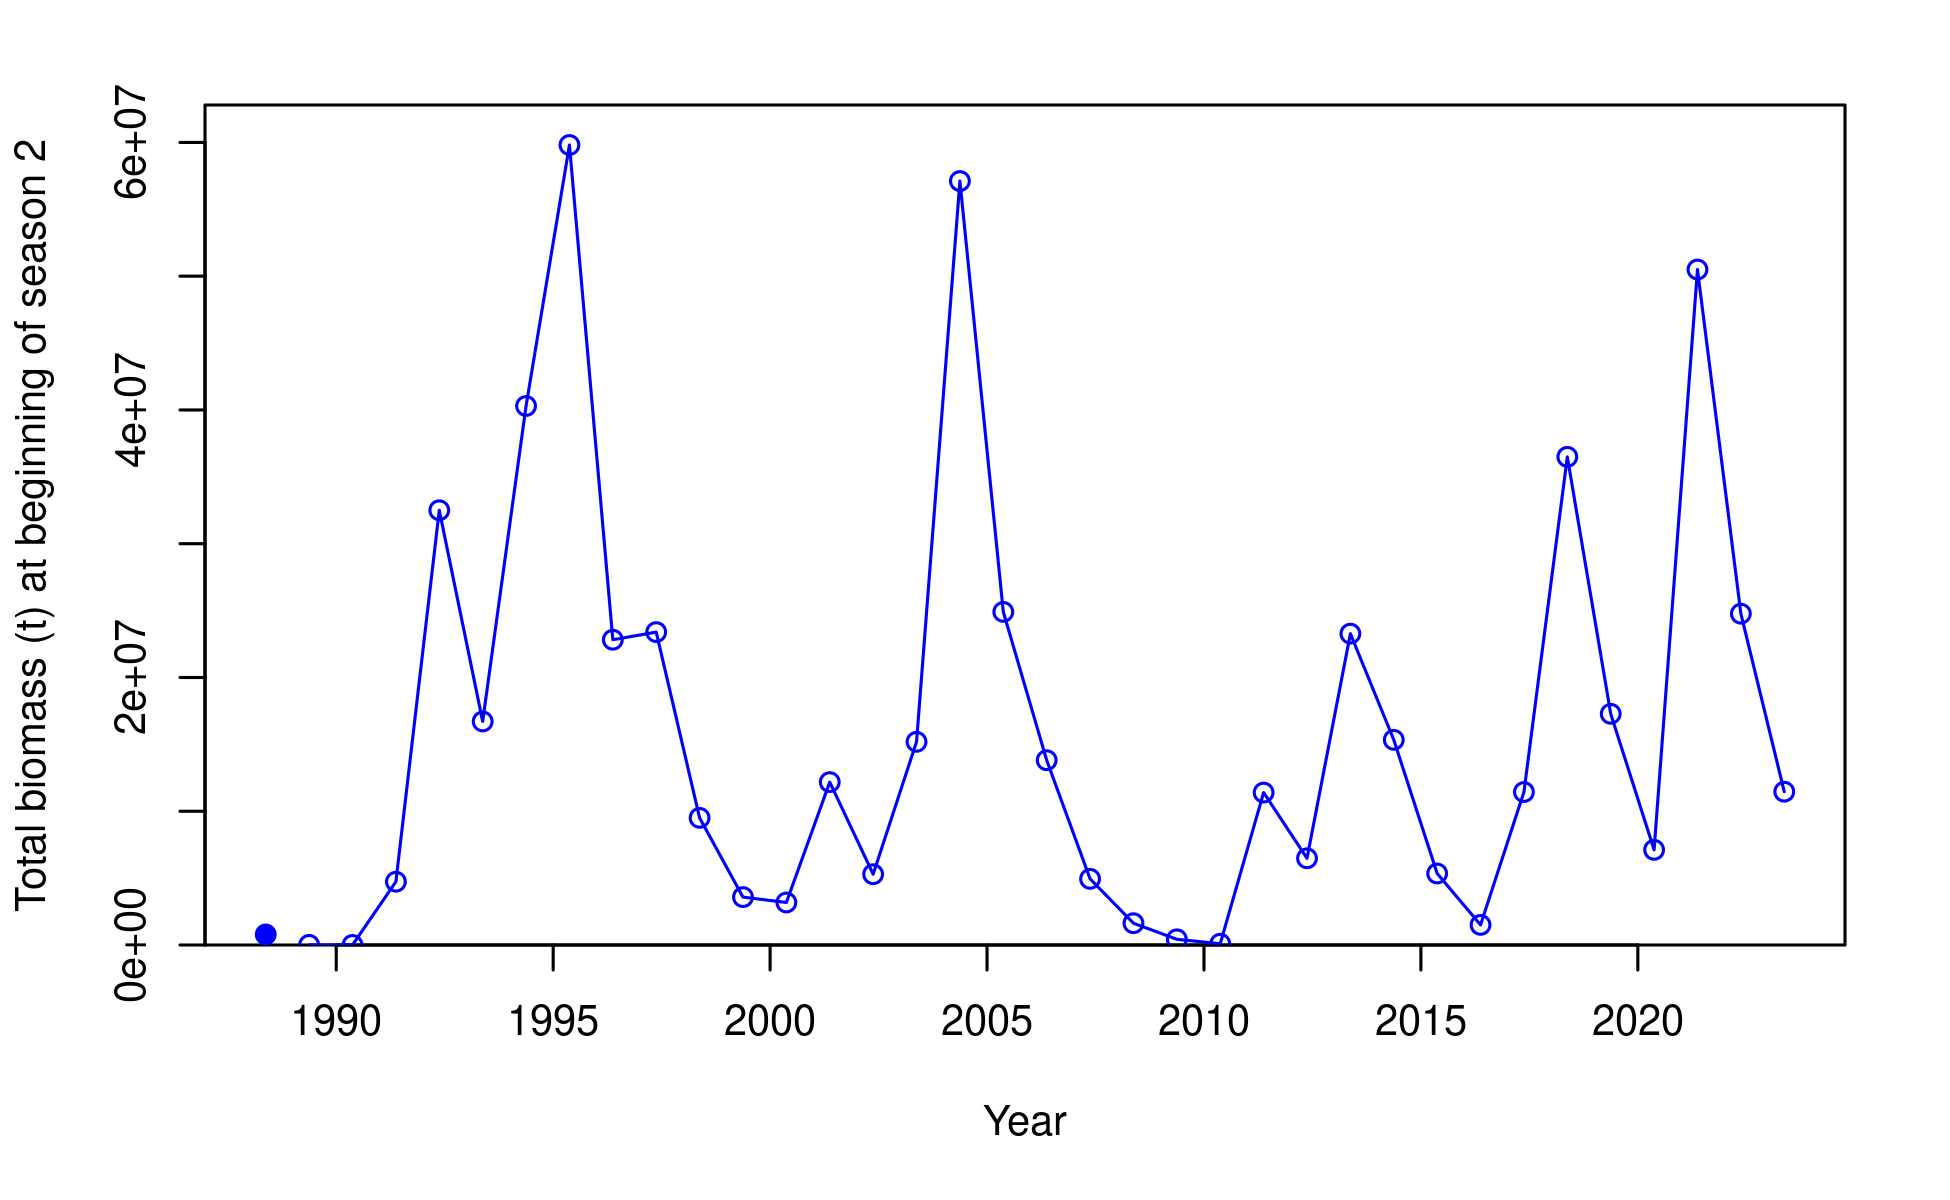 Total biomass (t) at beginning of season 2
6e+07
4e+07
2e+07
0e+00
1990 1995 2000 2005 2010 2015 2020
Year